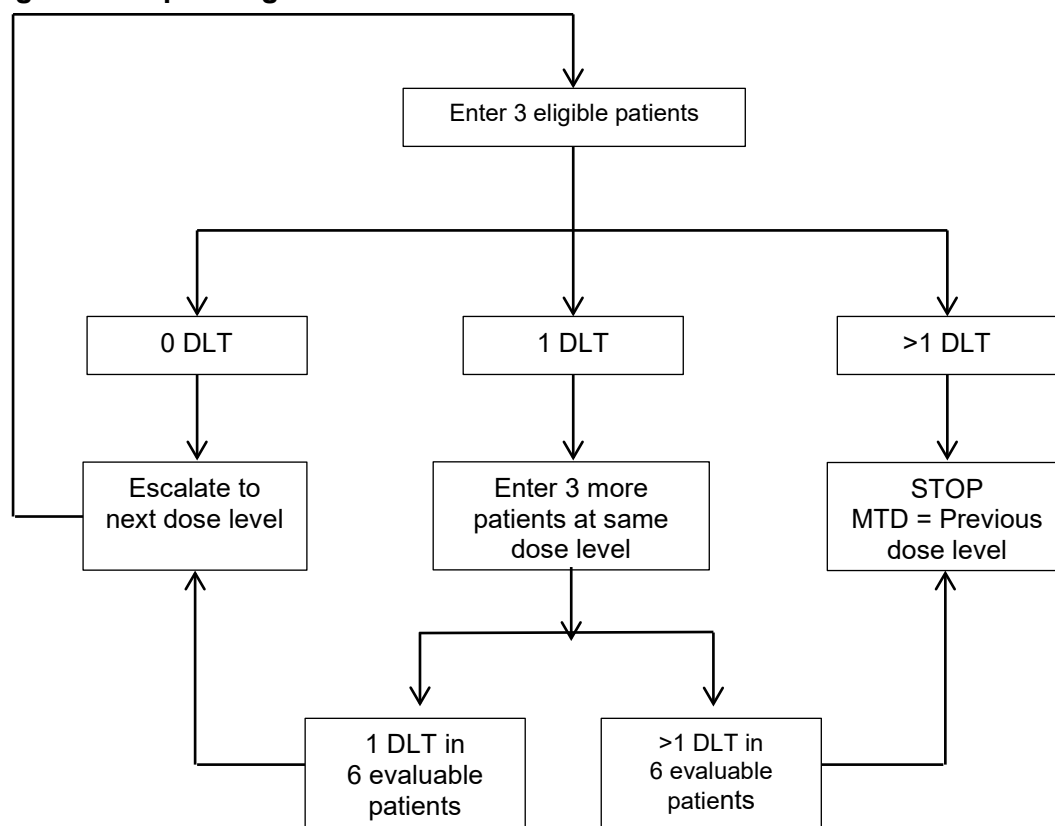 Enter 3 eligible patients
0 DLT
1 DLT
>1 DLT
Escalate to
next dose level
Enter 3 more
patients at same
dose level
STOP
MTD = Previous
dose level
1 DLT in
6 evaluable
patients
>1 DLT in
6 evaluable
patients